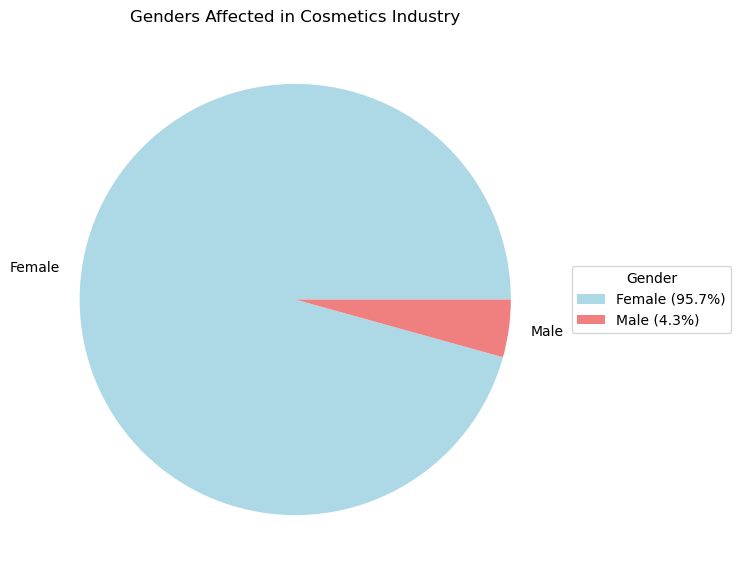 Genders Affected in Cosmetics Industry
Female
Male
Gender
Female (95.7%)
Male (4.3%)